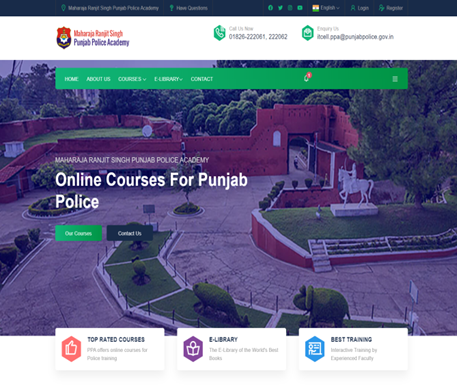 Maharaja Ranjit Singh Punjab Police Academy
Have Questions
English
Login
Register
Maharaja Ranjit Singh
Punjab Police Academy
Call Us Now
01826-222061, 222062
Enquiry Us
itcell.ppa@punjabpolice.gov.in
HOME
ABOUT US
COURSES
E-LIBRARY
CONTACT
MAHARAJA RANJIT SINGH PUNJAB POLICE ACADEMY
Online Courses For Punjab
Police
Our Courses
Contact Us
TOP RATED COURSES
PPA offers online courses for
Police training
E-LIBRARY
The E-Library of the World's Best
Books
BEST TRAINING
Interactive Training by
Experienced Faculty